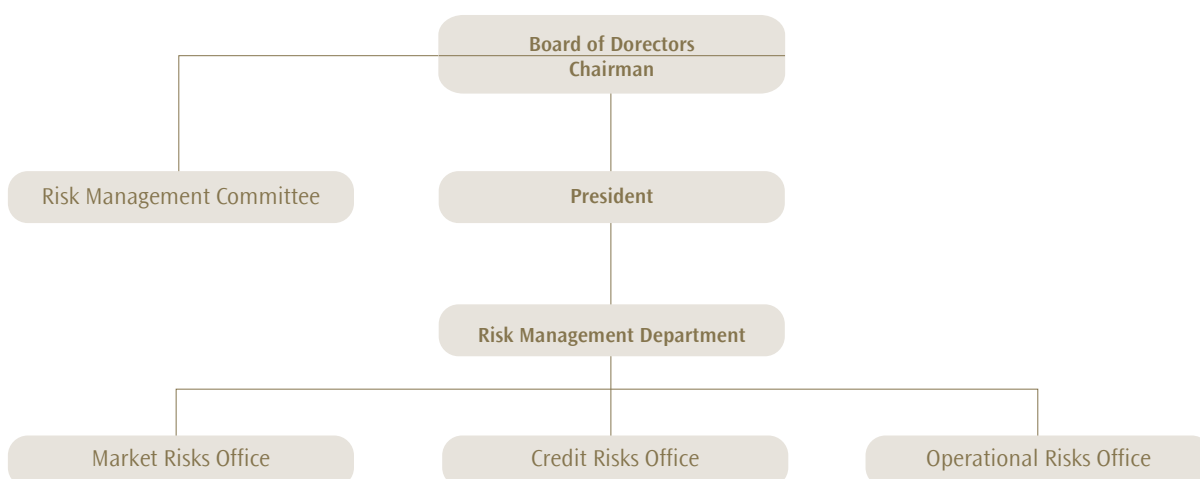 Board of Dorectors
Chairman
Risk Management Committee
President
Risk Management Department
Market Risks Office
Credit Risks Office
Operational Risks Office